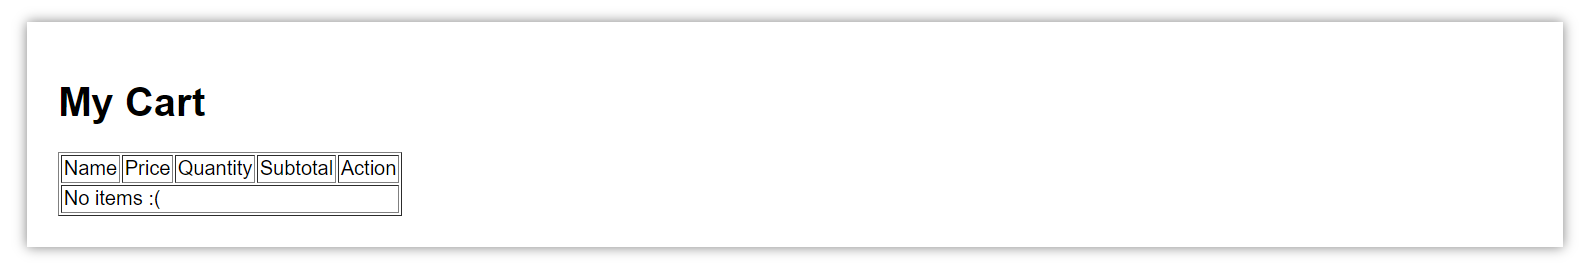 My Cart
Name Price Quantity Subtotal Action
No items :(